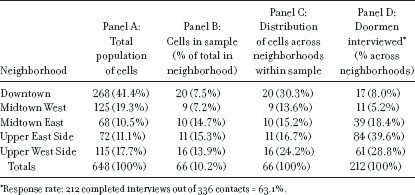 Panel A: Panel B: Panel C: Panel D:
Total Cells in sample Distribution Doormen
population (% of total in of cells across interviewed*
of cells neighborhood) neighborhoods (% across
Neighborhood within sample neighborhoods)
Downtown 268 (41.4%) 20 (7.5%) 20 (30.3%) 17 (8.0%)
Midtown West 125 (19.3%) 9 (7.2%) 9 (13.6%) 11 (5.2%)
Midtown East 68 (10.5%) 10 (14.7%) 10 (15.2%) 39 (18.4%)
Upper East Side 72 (11.1%) 11 (15.3%) 11 (16.7%) 84 (39.6%)
Upper West Side 115 (17.7%) 16 (13.9%) 16 (24.2%) 61 (28.8%)
Totals 648 (100%) 66 (10.2%) 66 (100%) 212 (100%)
*Response rate: 212 completed interviews out of 336 contacts = 63.1%.